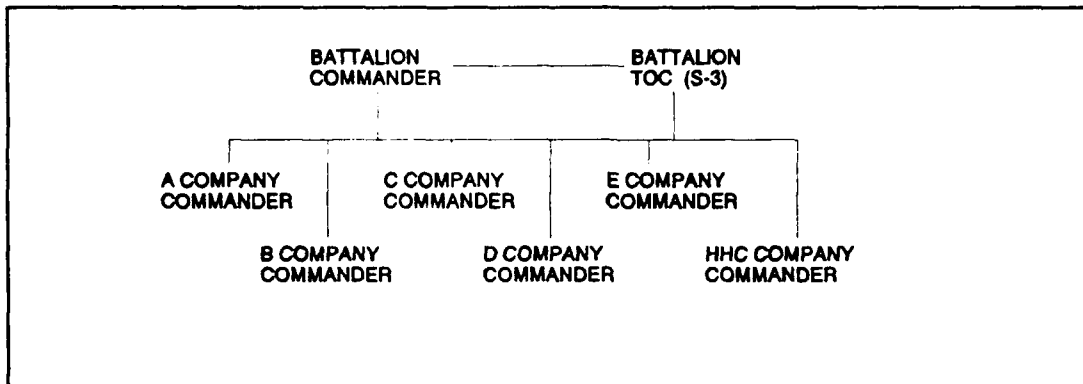 BATTALION
COMMANDER
BATTALION
TOC (S-3)
A COMPANY
COMMANDER
C COMPANY
COMMANDER
E COMPANY
COMMANDER
B COMPANY
COMMANDER
D COMPANY
COMMANDER
HHC COMPANY
COMMANDER